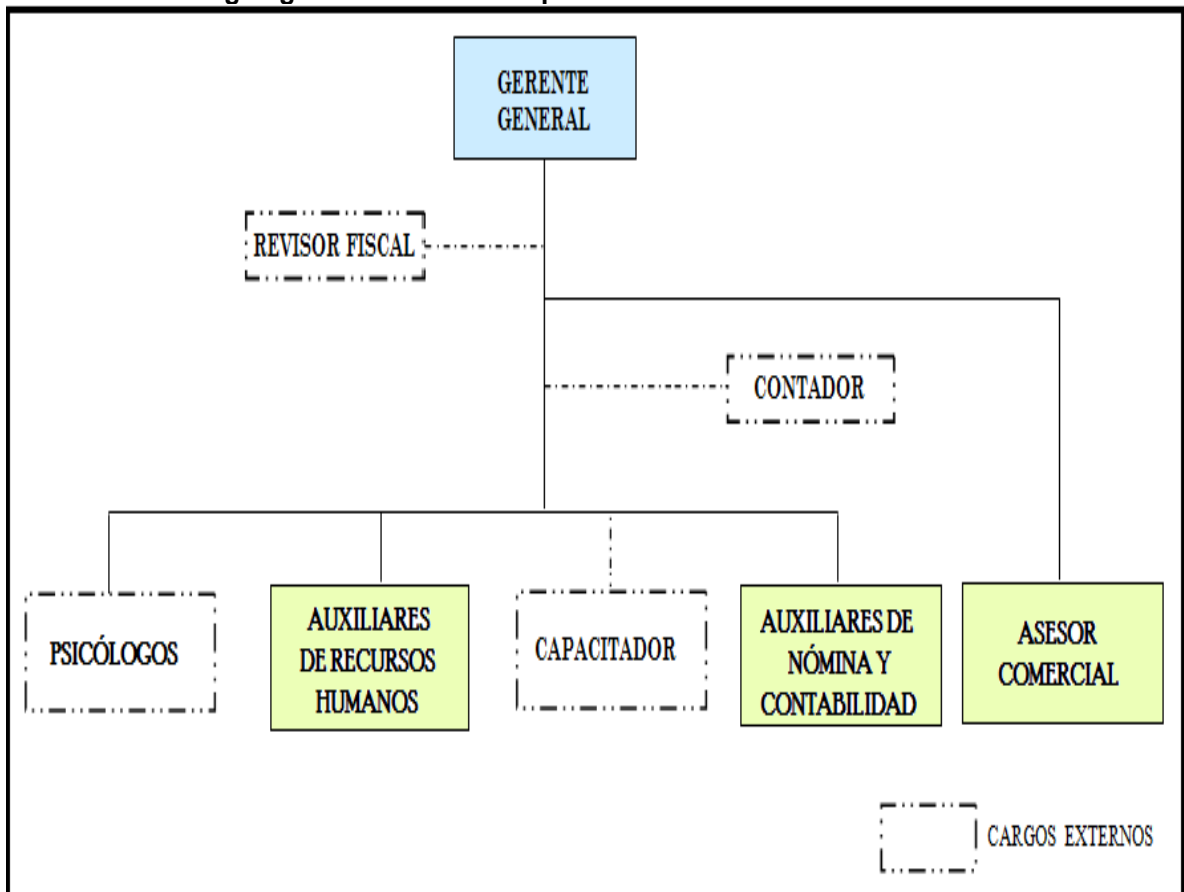 GERENTE
GENERAL
REVISOR FISCAL
CONTADOR
PSICÓLOGOS
AUXILIARES
DE RECURSOS
HUMANOS
CAPACITADOR
AUXILIARES DE
NÓMINA Y
CONTABILIDAD
ASESOR
COMERCIAL
CARGOS EXTERNOS